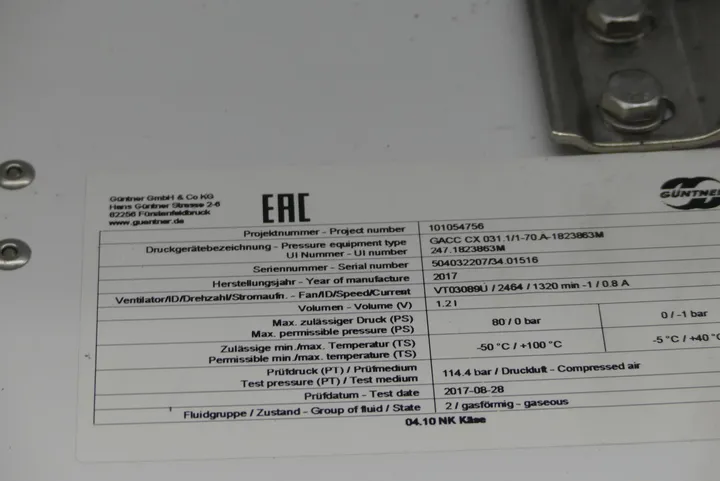 Güntner GmbH & Co KG
Hans Güntner Strasse 2-6
82256 Fürstenfeldbruck
www.guentner.de
EAC
GÜNTNER
Projektnummer - Project number 101054756
Druckgerätebezeichnung - Pressure equipment type GACC CX 031.1/1-70.A-1823863M
UI Nummer - UI number 247.1823863M
Seriennummer - Serial number 504032207/34.01516
Herstellungsjahr - Year of manufacture 2017
Ventilator/ID/Drehzahl/Stromaufn. - Fan/ID/Speed/Current VT03089U / 2464 / 1320 min -1 / 0.8 A
Volumen - Volume (V) 1.2 l
Max. zulässiger Druck (PS)
Max. permissible pressure (PS) 80 / 0 bar 0 / -1 bar
Zulässige min./max. Temperatur (TS)
Permissible min./max. temperature (TS) -50 °C / +100 °C -5 °C / +40 °C
Prüfdruck (PT) / Prüfmedium
Test pressure (PT) / Test medium 114.4 bar / Druckluft - Compressed air
Prüfdatum - Test date 2017-08-28
Fluidgruppe / Zustand - Group of fluid / State 2 / gasförmig - gaseous
04.10 NK Käse